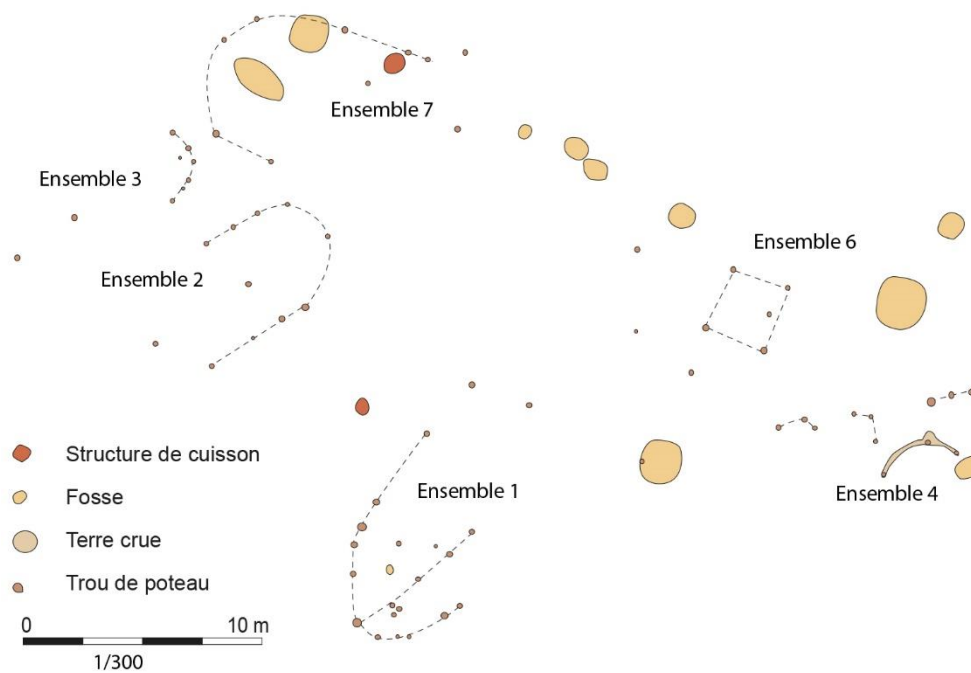 Ensemble 7
Ensemble 3
Ensemble 6
Ensemble 2
Ensemble 1
Ensemble 4
Structure de cuisson
Fosse
Terre crue
Trou de poteau
0 10 m
1/300